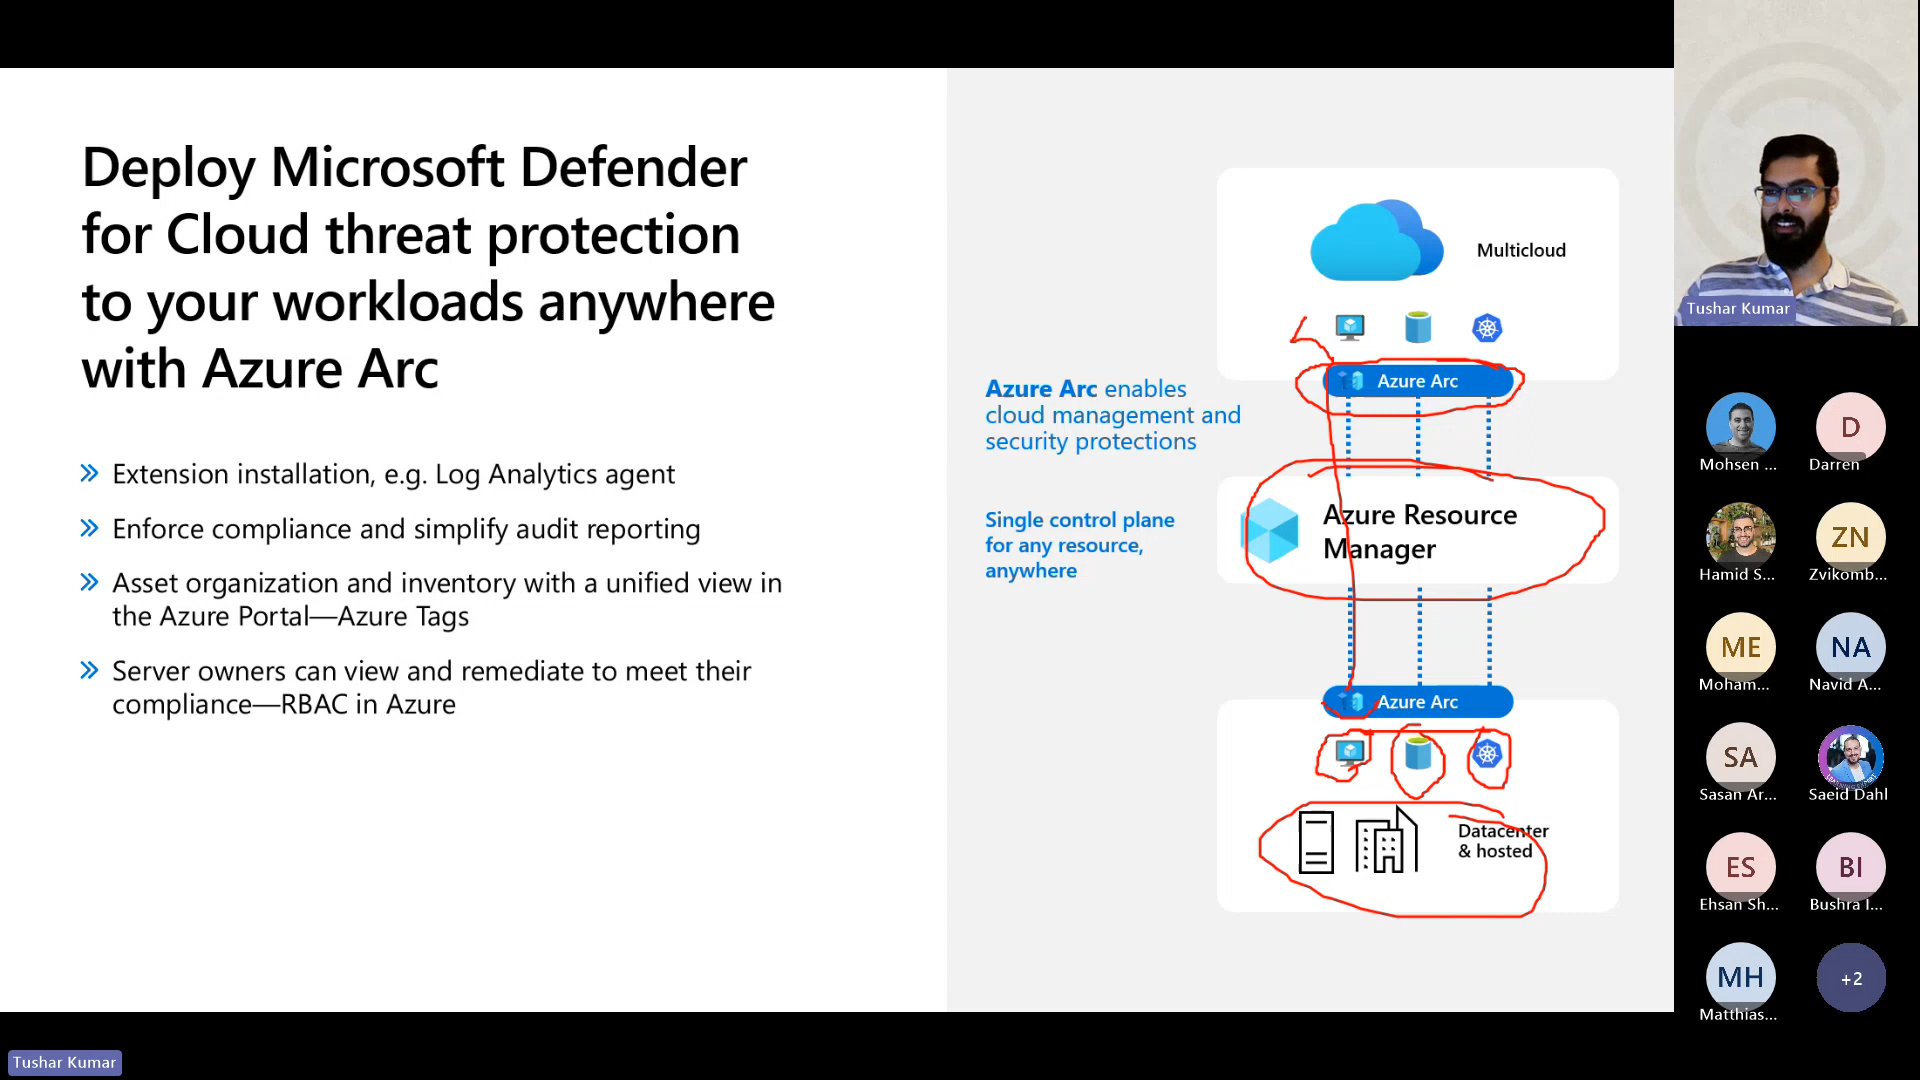 Deploy Microsoft Defender
for Cloud threat protection
to your workloads anywhere
with Azure Arc
Extension installation, e.g. Log Analytics agent
Enforce compliance and simplify audit reporting
Asset organization and inventory with a unified view in
the Azure Portal—Azure Tags
Server owners can view and remediate to meet their
compliance—RBAC in Azure
Azure Arc enables
cloud management and
security protections
Single control plane
for any resource,
anywhere
Multicloud
Azure Arc
Azure Resource
Manager
Azure Arc
Datacenter
& hosted
Tushar Kumar
Mohsen ...
D
Darren
Hamid S...
ZN
Zvikomb...
ME
Moham...
NA
Navid A...
SA
Sasan Ar...
Saeid Dahl
ES
Ehsan Sh...
BI
Bushra I...
MH
Matthias...
+2
Tushar Kumar